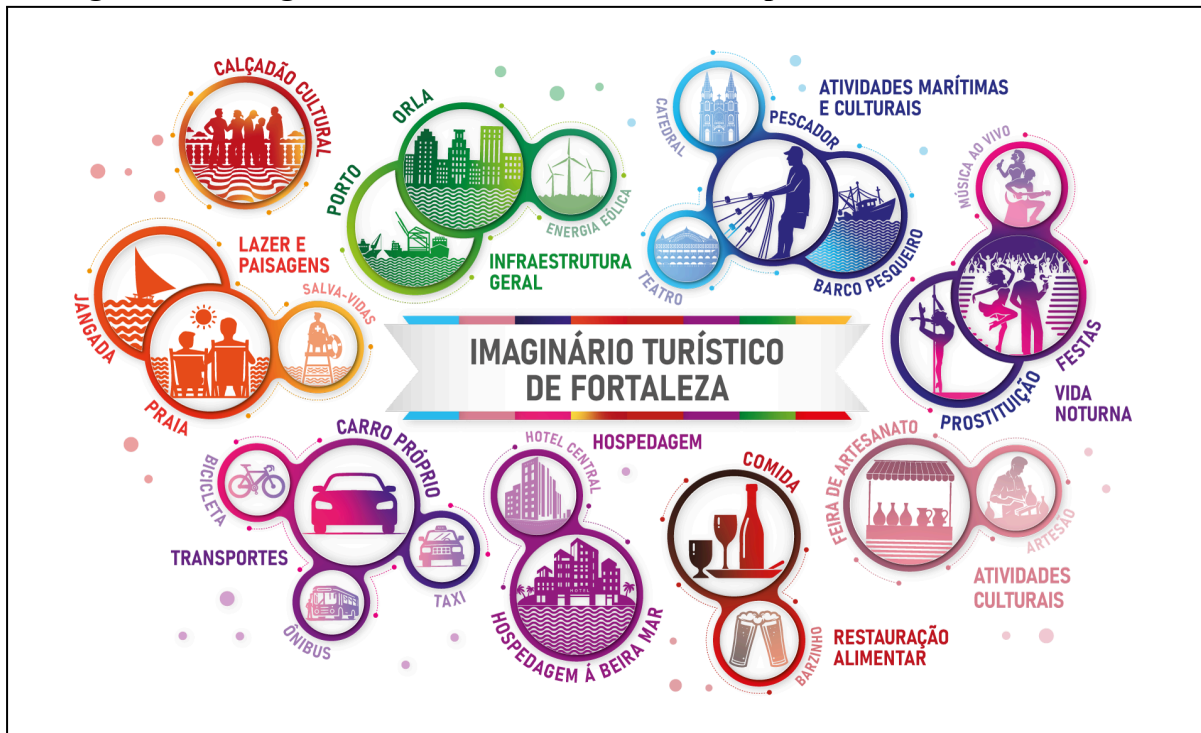 CALÇADÃO CULTURAL
ORLA
PORTO
ENERGIA EÓLICA
INFRAESTRUTURA
GERAL
CATEDRAL
PESCADOR
ATIVIDADES MARÍTIMAS
E CULTURAIS
TEATRO
BARCO PESQUEIRO
MÚSICA AO VIVO
FESTAS
PROSTITUIÇÃO
VIDA
NOTURNA
LAZER E
PAISAGENS
JANGADA
SALVA-VIDAS
PRAIA
IMAGINÁRIO TURÍSTICO
DE FORTALEZA
CARRO PRÓPRIO
BICICLETA
TRANSPORTES
TAXI
ÔNIBUS
HOTEL CENTRAL
HOSPEDAGEM
HOTEL
HOSPEDAGEM Á BEIRA MAR
COMIDA
BARZINHO
RESTAURAÇÃO
ALIMENTAR
FEIRA DE ARTESANATO
ARTESÃO
ATIVIDADES
CULTURAIS